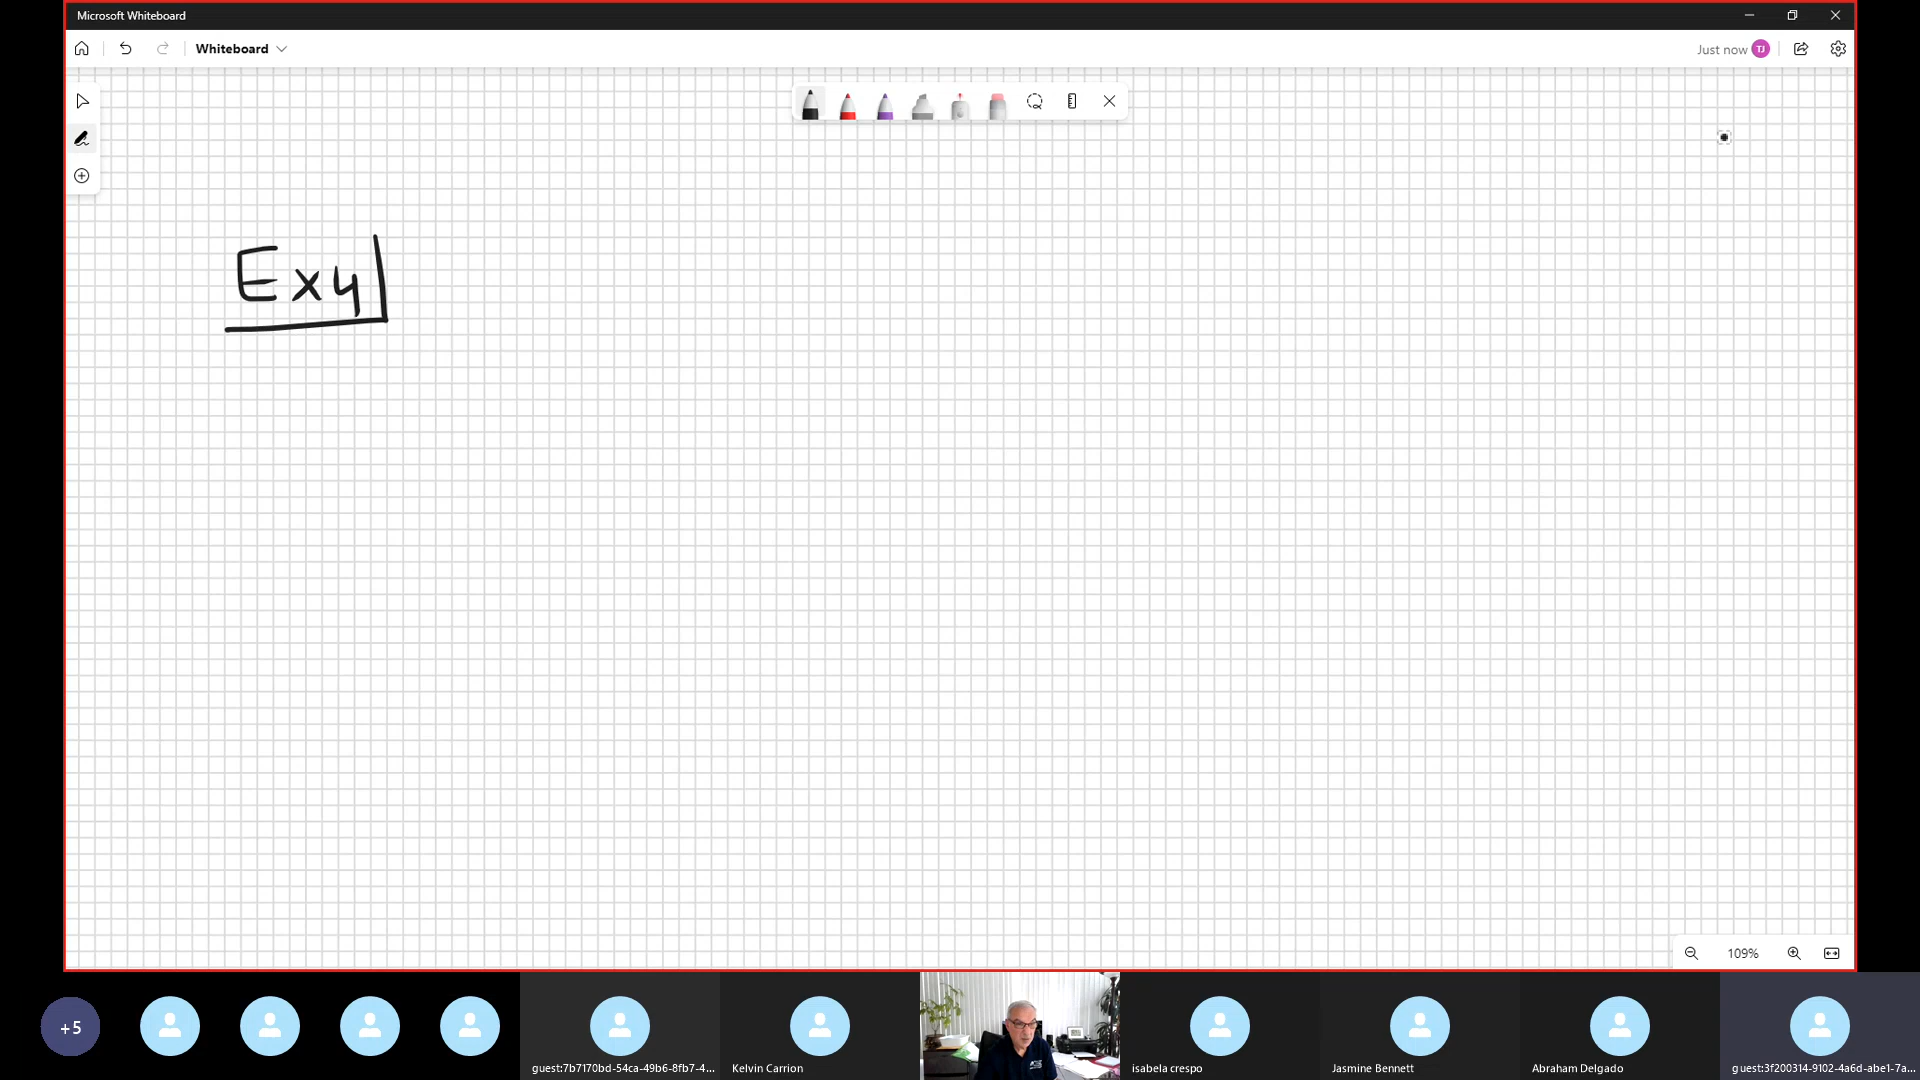 Microsoft Whiteboard
Whiteboard
Just now TJ
Ex4
109%
+5
guest:7b7170bd-54ca-49b6-8fb7-4...
Kelvin Carrion
isabela crespo
Jasmine Bennett
Abraham Delgado
guest:3f200314-9102-4a6d-abe1-7a...